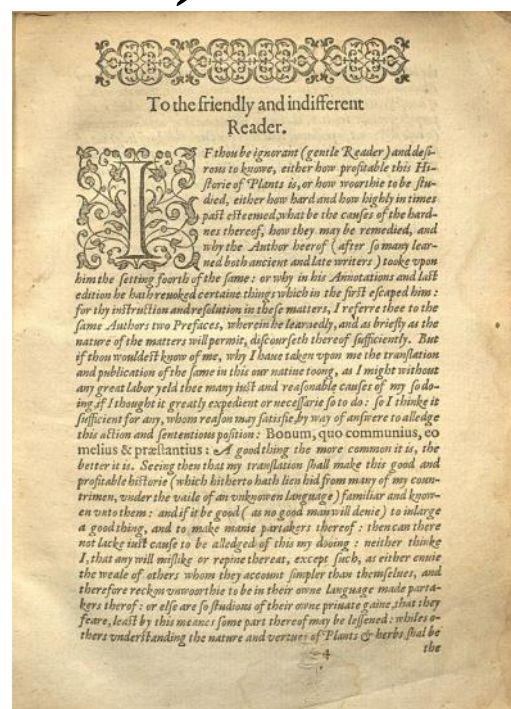 To the friendly and indifferent
Reader.
IF thou be ignorant (gentle Reader) and desi-
rous to knowe, either how profitable this Hi-
storie of Plants is, or how woorthie to be stu-
died, either how hard and how highly in times
past esteemed, what be the causes of the hard-
nes thereof, how they may be remedied, and
why the Author heerof (after so many lear-
ned both ancient and late writers) tooke vpon
him the setting foorth of the same: or why in his Annotations and last
edition he hath reuoked certaine things which in the first escaped him:
for thy instruction and resolution in these matters, I referre thee to the
same Authors two Prefaces, wherein he learnedly, and as briefly as the
nature of the matters will permit, discourseth thereof sufficiently. But
if thou wouldest know of me, why I haue taken vpon me the translation
and publication of the same in this our natiue toong, as I might without
any great labor yeld thee many iust and reasonable causes of my so do-
ing, if I thought it greatly expedient or necessarie so to do: so I thinke it
sufficient for any, whom reason may satisfie, by way of answere to alledge
this action and sententious position: Bonum, quo communius, eo
melius & præstantius: A good thing the more common it is, the
better it is. Seeing then that my translation shall make this good and
profitable historie (which hitherto hath lien hid from many of my coun-
trimen, vnder the vaile of an vnknowen language) familiar and know-
en vnto them: and if it be good (as no good man will denie) to inlarge
a good thing, and to make manie partakers thereof: then can there
not lacke iust cause to be alledged of this my dooing: neither thinke
I, that any will mislike or repine thereat, except such, as either enuie
the weale of others whom they account simpler than themselues, and
therefore reckon vnwoorthie to be in their owne language made parta-
kers therof: or else are so studious of their owne priuate gaine, that they
feare, least by this meanes some part thereof may be lessened: whiles o-
thers vnderstanding the nature and vertues of Plants & herbs shal be
4
the